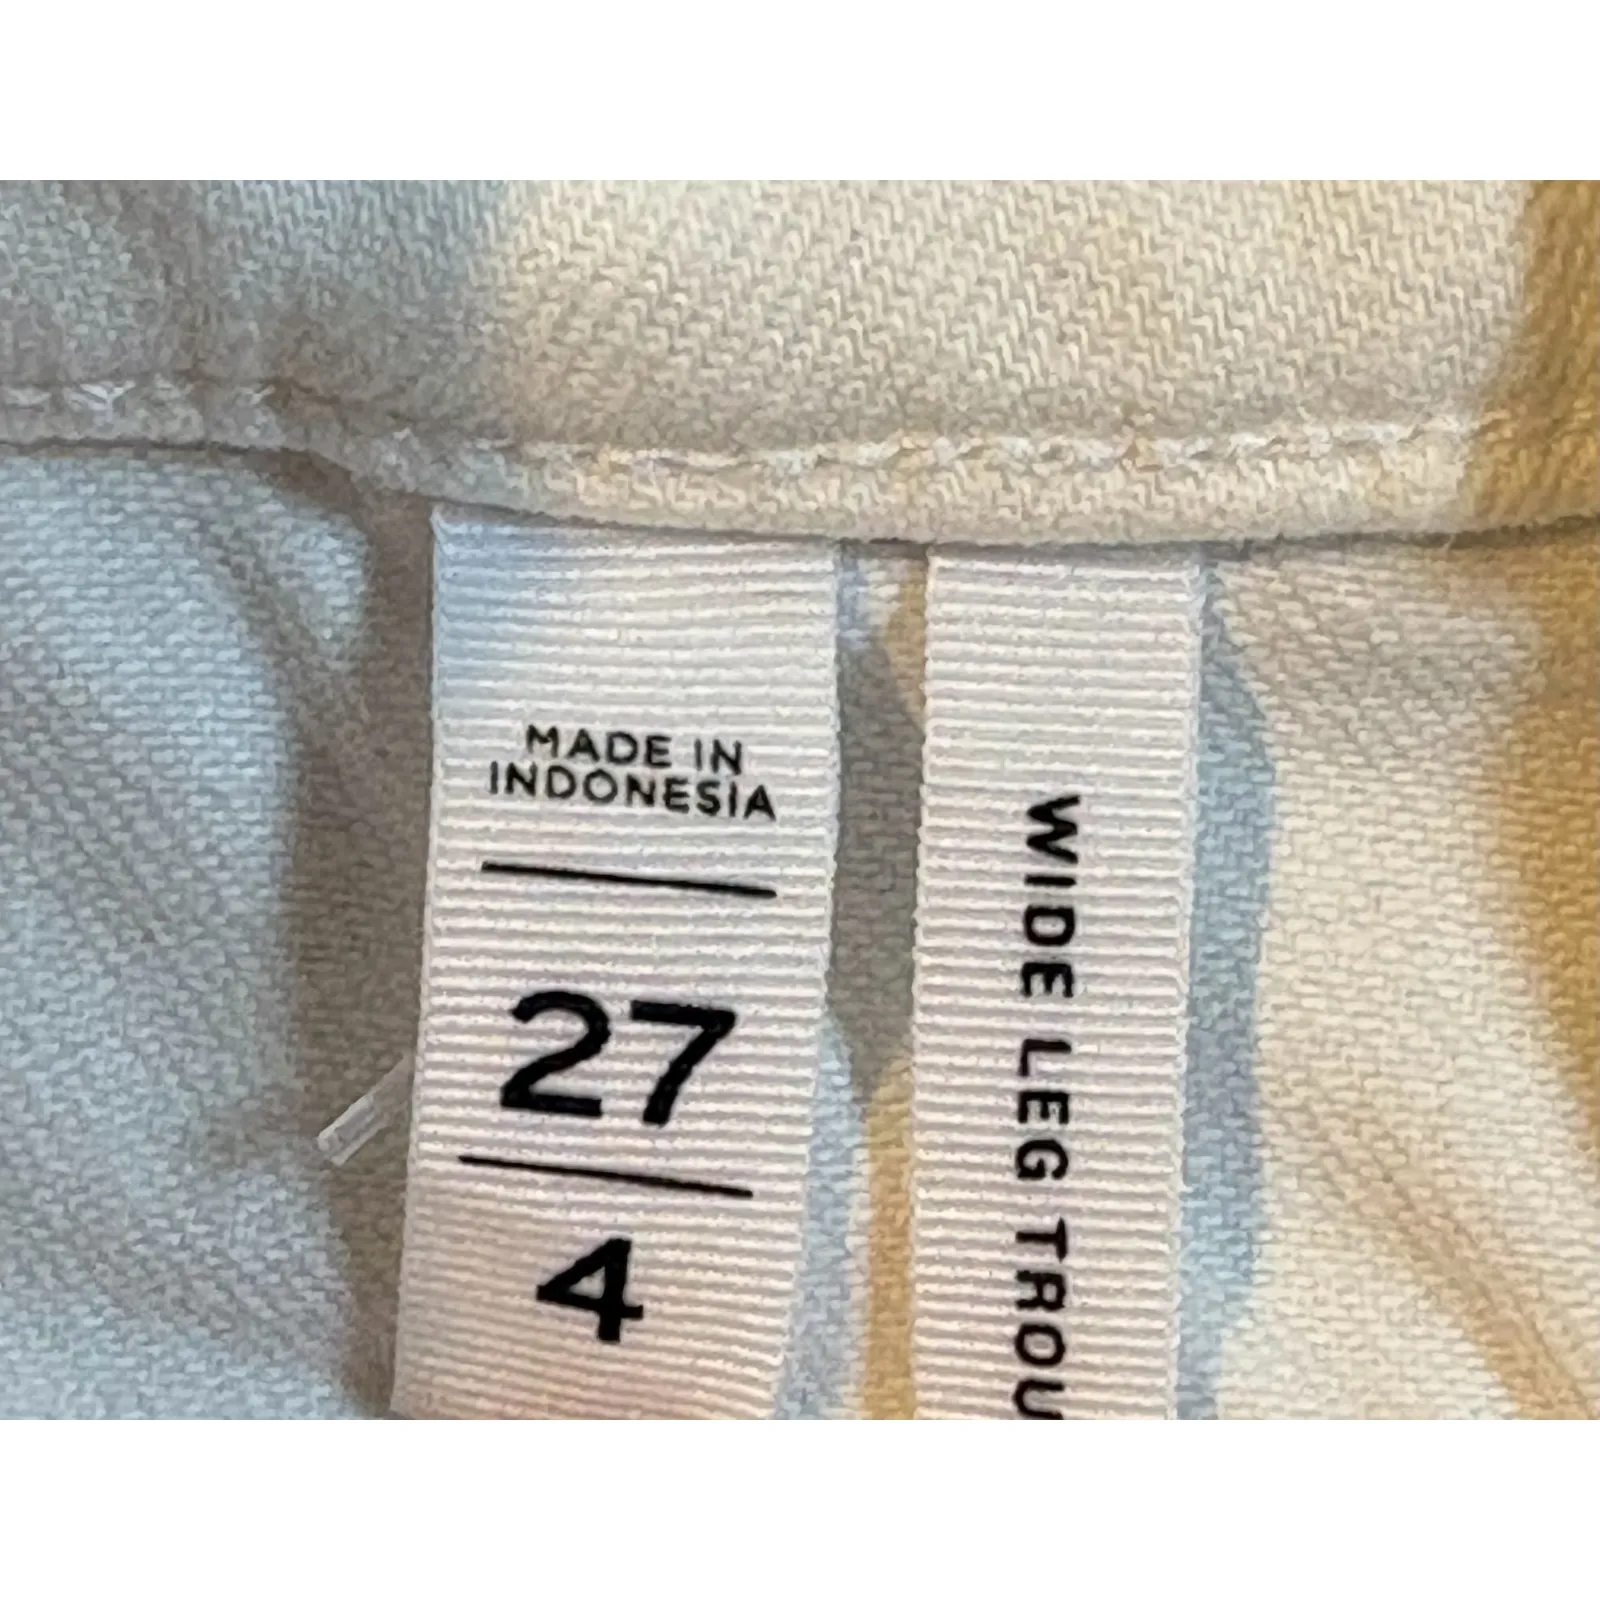 MADE IN
INDONESIA
27
4
WIDE LEG TROU